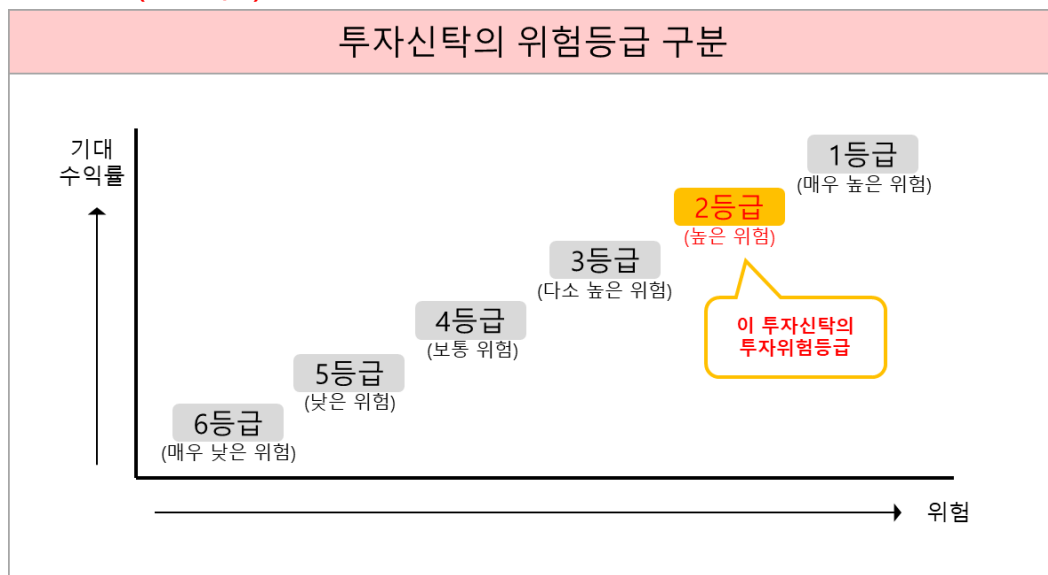 투자신탁의 위험등급 구분
기대
수익률
1등급
(매우 높은 위험)
2등급
(높은 위험)
3등급
(다소 높은 위험)
이 투자신탁의
투자위험등급
4등급
(보통 위험)
5등급
(낮은 위험)
6등급
(매우 낮은 위험)
위험